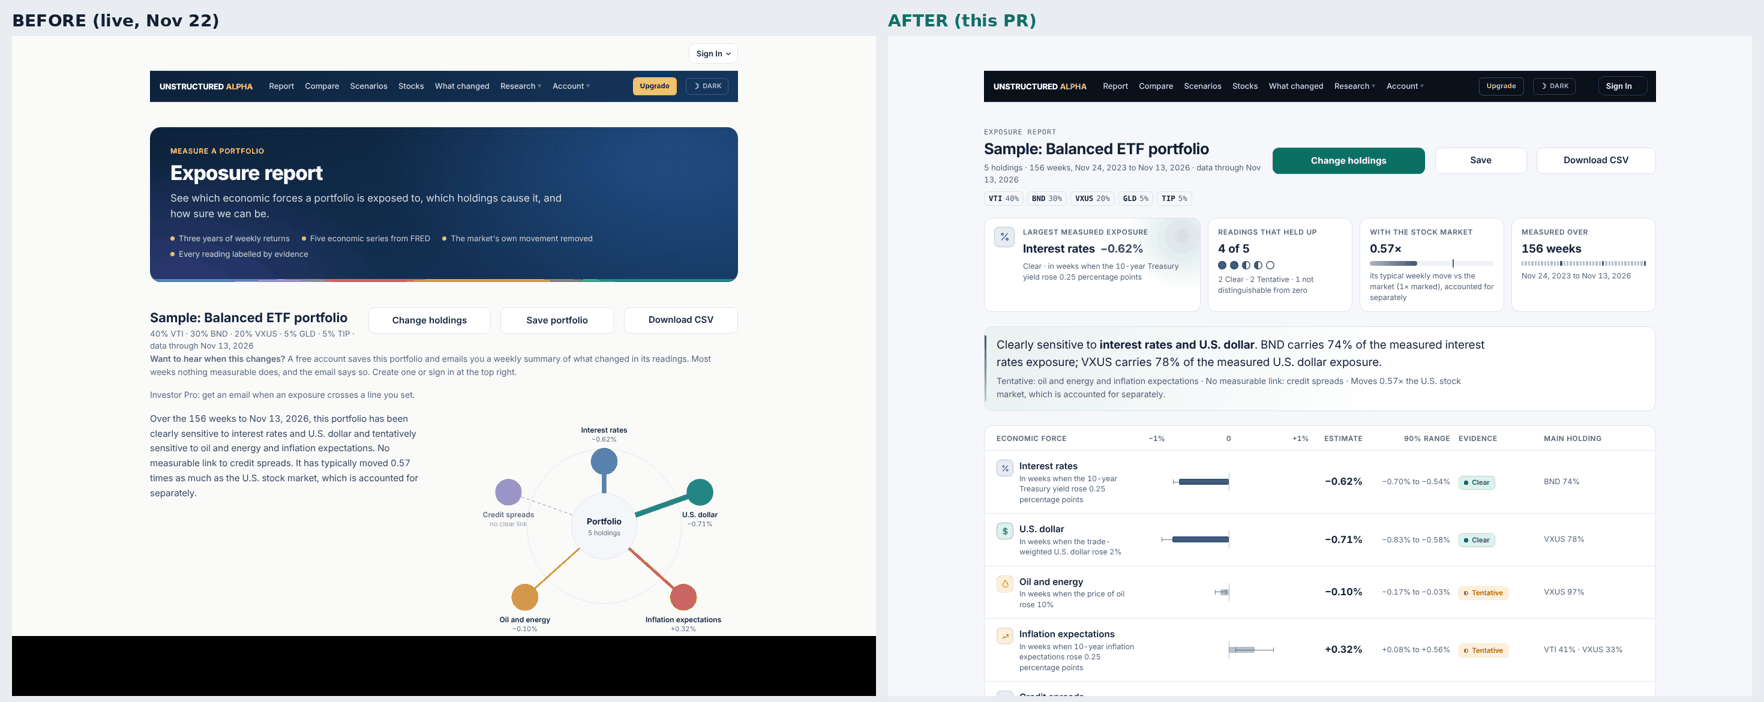 BEFORE (live, Nov 22)
Sign In
UNSTRUCTURED ALPHA Report Compare Scenarios Stocks What changed Research Account Upgrade DARK
MEASURE A PORTFOLIO
Exposure report
See which economic forces a portfolio is exposed to, which holdings cause it, and
how sure we can be.
Three years of weekly returns Five economic series from FRED The market's own movement removed
Every reading labelled by evidence
Sample: Balanced ETF portfolio
40% VTI · 30% BND · 20% VXUS · 5% GLD · 5% TIP ·
data through Nov 13, 2026
Change holdings Save portfolio Download CSV
Want to hear when this changes? A free account saves this portfolio and emails you a weekly summary of what changed in its readings. Most
weeks nothing measurable does, and the email says so. Create one or sign in at the top right.
Investor Pro: get an email when an exposure crosses a line you set.
Over the 156 weeks to Nov 13, 2026, this portfolio has been
clearly sensitive to interest rates and U.S. dollar and tentatively
sensitive to oil and energy and inflation expectations. No
measurable link to credit spreads. It has typically moved 0.57
times as much as the U.S. stock market, which is accounted for
separately.
Interest rates
−0.62%
Credit spreads
no clear link
U.S. dollar
−0.71%
Portfolio
5 holdings
Oil and energy
−0.10%
Inflation expectations
+0.32%
AFTER (this PR)
UNSTRUCTURED ALPHA Report Compare Scenarios Stocks What changed Research Account Upgrade DARK Sign In
EXPOSURE REPORT
Sample: Balanced ETF portfolio
5 holdings · 156 weeks, Nov 24, 2023 to Nov 13, 2026 · data through Nov
13, 2026
VTI 40% BND 30% VXUS 20% GLD 5% TIP 5%
Change holdings Save Download CSV
LARGEST MEASURED EXPOSURE
Interest rates −0.62%
Clear · in weeks when the 10-year Treasury
yield rose 0.25 percentage points
READINGS THAT HELD UP
4 of 5
2 Clear · 2 Tentative · 1 not
distinguishable from zero
WITH THE STOCK MARKET
0.57×
its typical weekly move vs the
market (1× marked), accounted for
separately
MEASURED OVER
156 weeks
Nov 24, 2023 to Nov 13, 2026
Clearly sensitive to interest rates and U.S. dollar. BND carries 74% of the measured interest
rates exposure; VXUS carries 78% of the measured U.S. dollar exposure.
Tentative: oil and energy and inflation expectations · No measurable link: credit spreads · Moves 0.57× the U.S. stock
market, which is accounted for separately.
ECONOMIC FORCE −1% 0 +1% ESTIMATE 90% RANGE EVIDENCE MAIN HOLDING
Interest rates
In weeks when the 10-year
Treasury yield rose 0.25
percentage points
−0.62% −0.70% to −0.54% Clear BND 74%
U.S. dollar
In weeks when the trade-
weighted U.S. dollar rose 2%
−0.71% −0.83% to −0.58% Clear VXUS 78%
Oil and energy
In weeks when the price of oil
rose 10%
−0.10% −0.17% to −0.03% Tentative VXUS 97%
Inflation expectations
In weeks when 10-year inflation
expectations rose 0.25
percentage points
+0.32% +0.08% to +0.56% Tentative VTI 41% · VXUS 33%